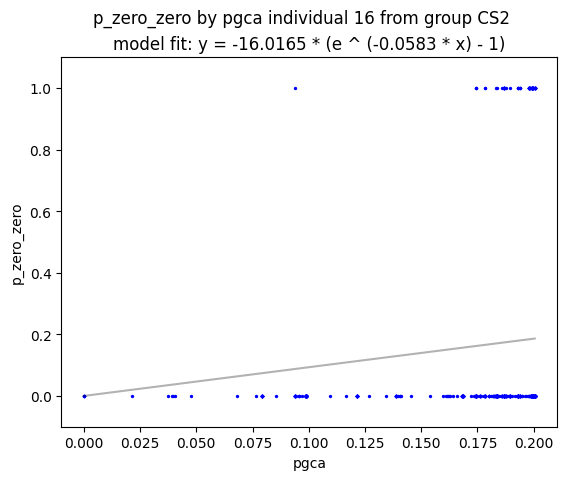 p_zero_zero by pgca individual 16 from group CS2
model fit: y = -16.0165 * (e ^ (-0.0583 * x) - 1)
1.0
0.8
0.6
0.4
0.2
0.0
p_zero_zero
0.000 0.025 0.050 0.075 0.100 0.125 0.150 0.175 0.200
pgca